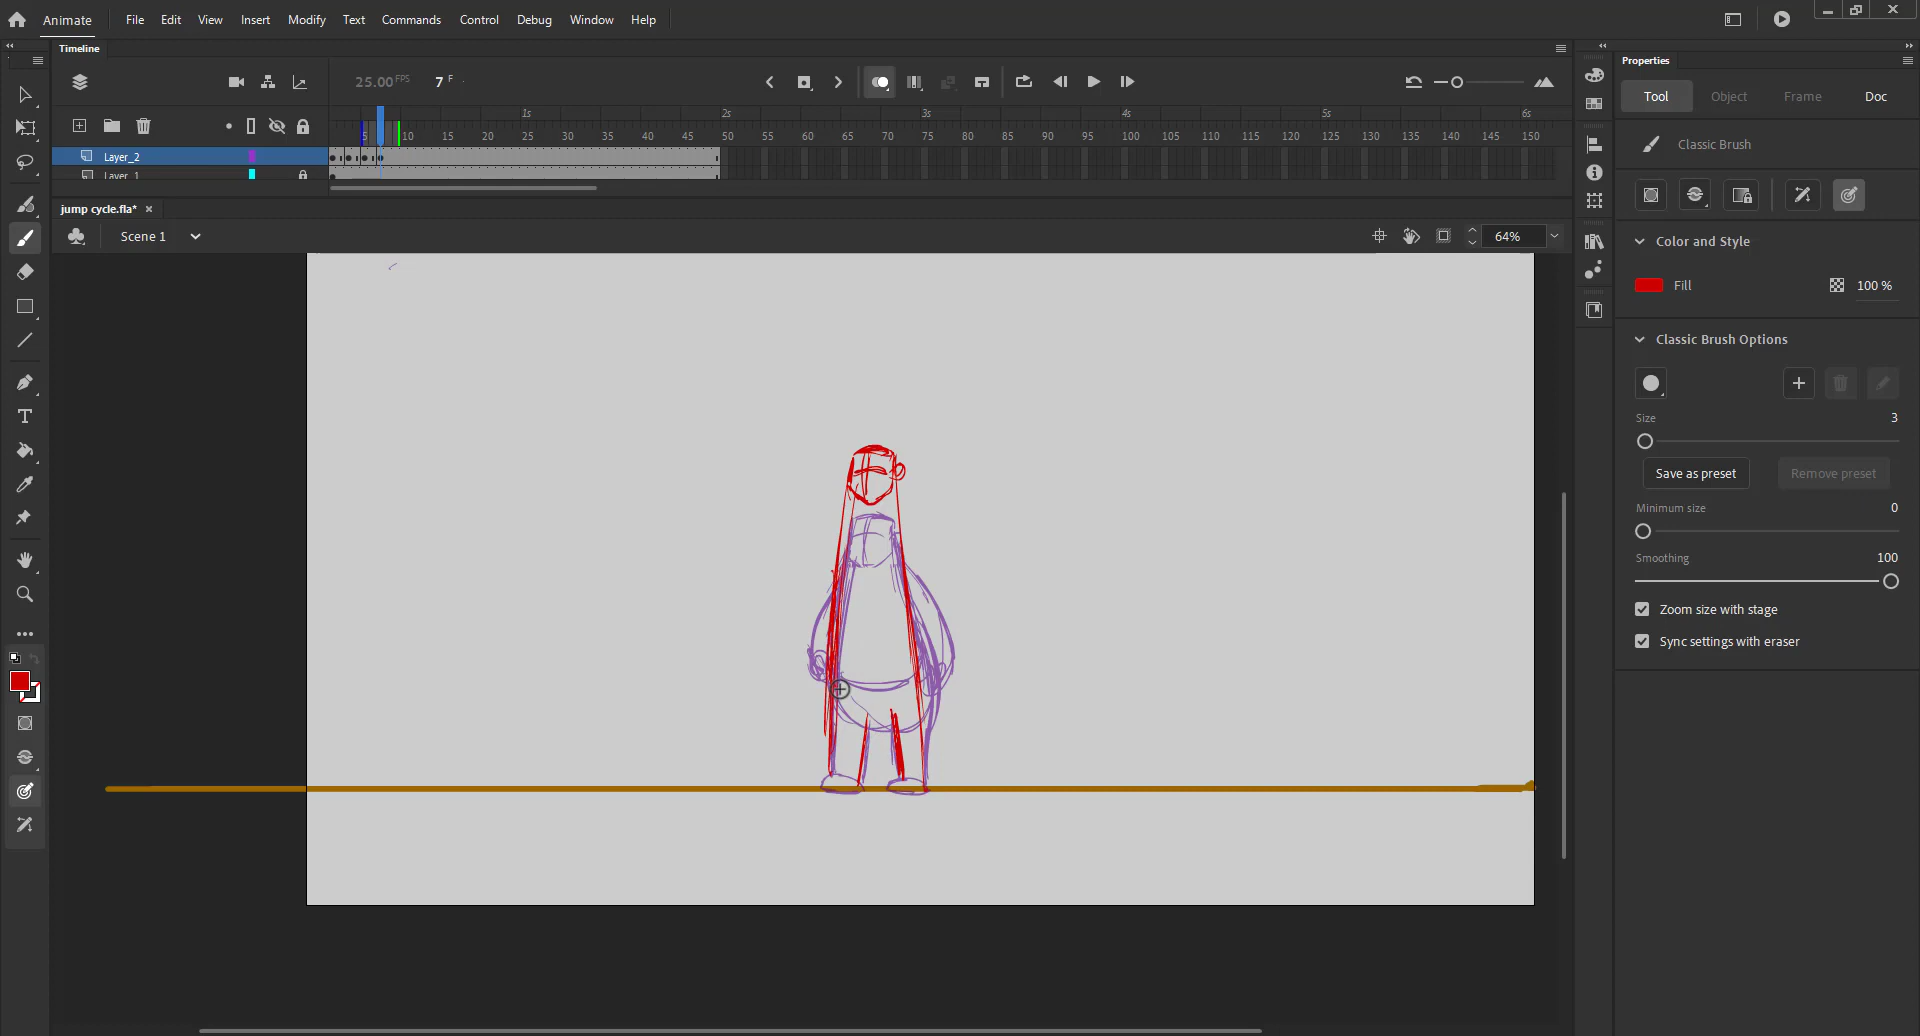 Animate File Edit View Insert Modify Text Commands Control Debug Window Help
Timeline
Properties
25.00 FPS 7 F
Tool Object Frame Doc
1s 2s 3s 4s 5s 6s
5 10 15 20 25 30 35 40 45 50 55 60 65 70 75 80 85 90 95 100 105 110 115 120 125 130 135 140 145 150
Classic Brush
Layer_2
Layer_1
jump cycle.fla*
Scene 1
64%
Color and Style
Fill 100 %
Classic Brush Options
Size 3
Save as preset Remove preset
Minimum size 0
Smoothing 100
Zoom size with stage
Sync settings with eraser